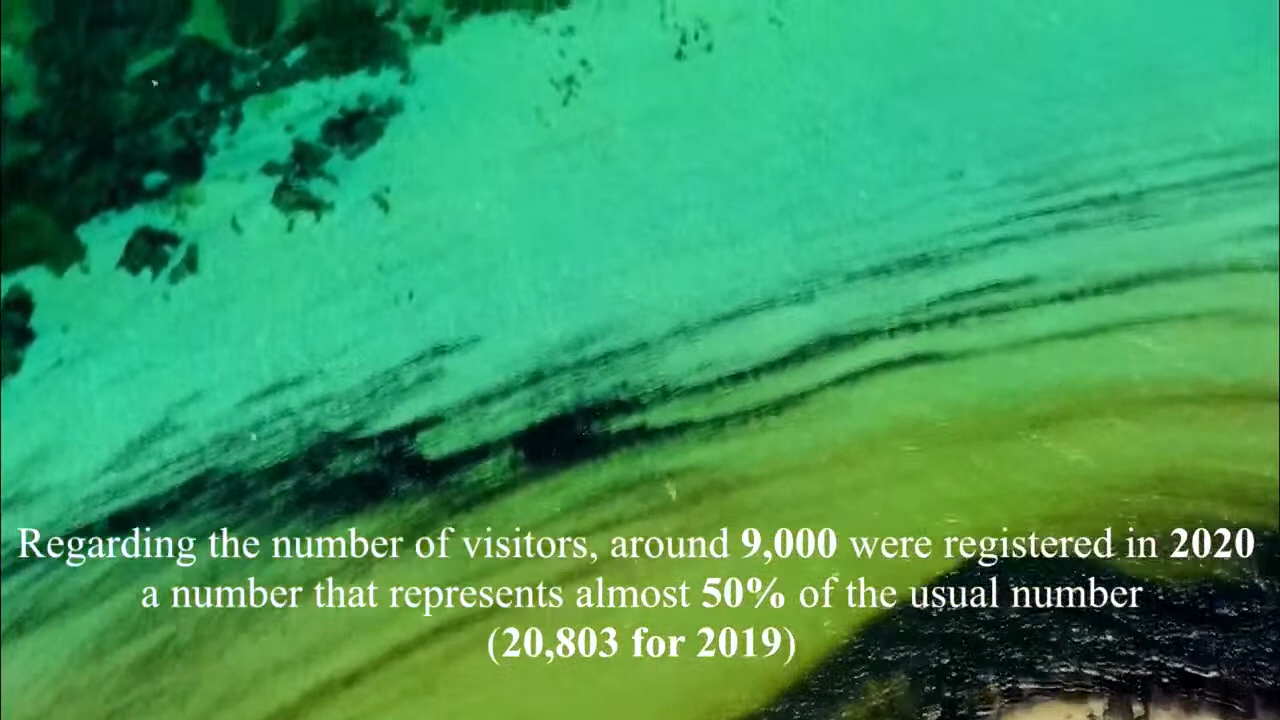 Regarding the number of visitors, around 9,000 were registered in 2020
a number that represents almost 50% of the usual number
(20,803 for 2019)